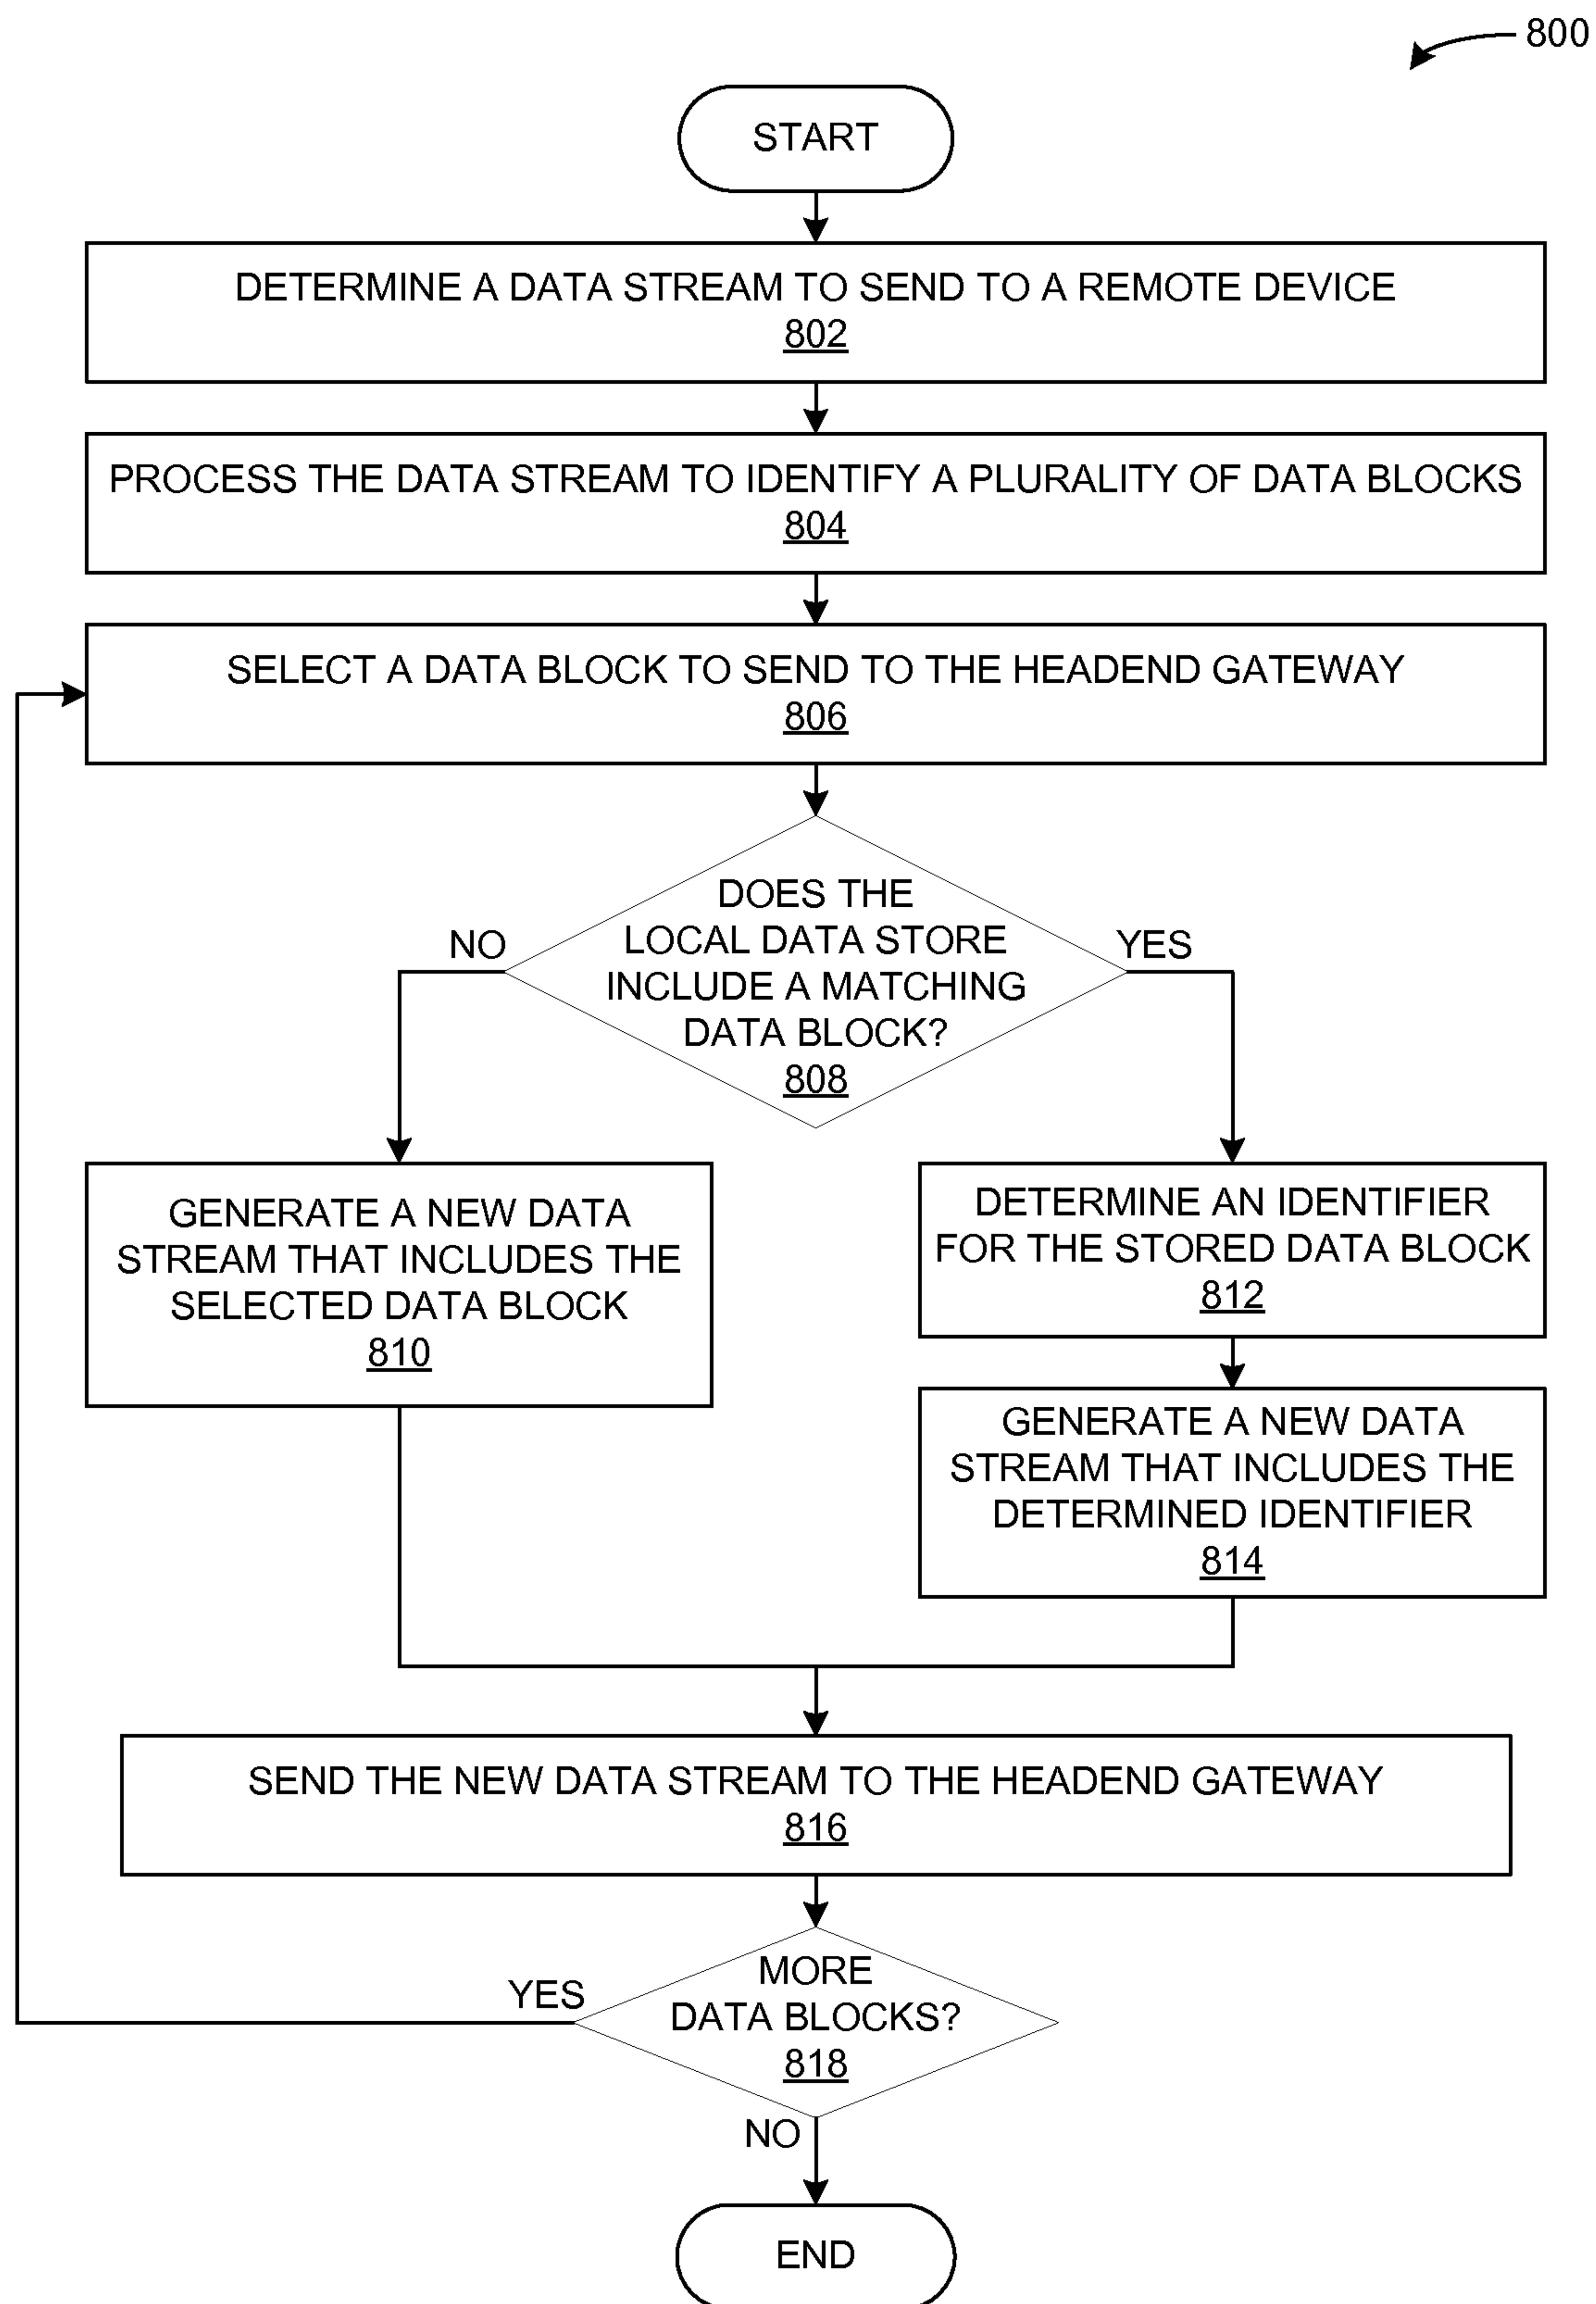 800
START
DETERMINE A DATA STREAM TO SEND TO A REMOTE DEVICE
802
PROCESS THE DATA STREAM TO IDENTIFY A PLURALITY OF DATA BLOCKS
804
SELECT A DATA BLOCK TO SEND TO THE HEADEND GATEWAY
806
DOES THE
LOCAL DATA STORE
INCLUDE A MATCHING
DATA BLOCK?
808
NO
YES
GENERATE A NEW DATA
STREAM THAT INCLUDES THE
SELECTED DATA BLOCK
810
DETERMINE AN IDENTIFIER
FOR THE STORED DATA BLOCK
812
GENERATE A NEW DATA
STREAM THAT INCLUDES THE
DETERMINED IDENTIFIER
814
SEND THE NEW DATA STREAM TO THE HEADEND GATEWAY
816
MORE
DATA BLOCKS?
818
YES
NO
END